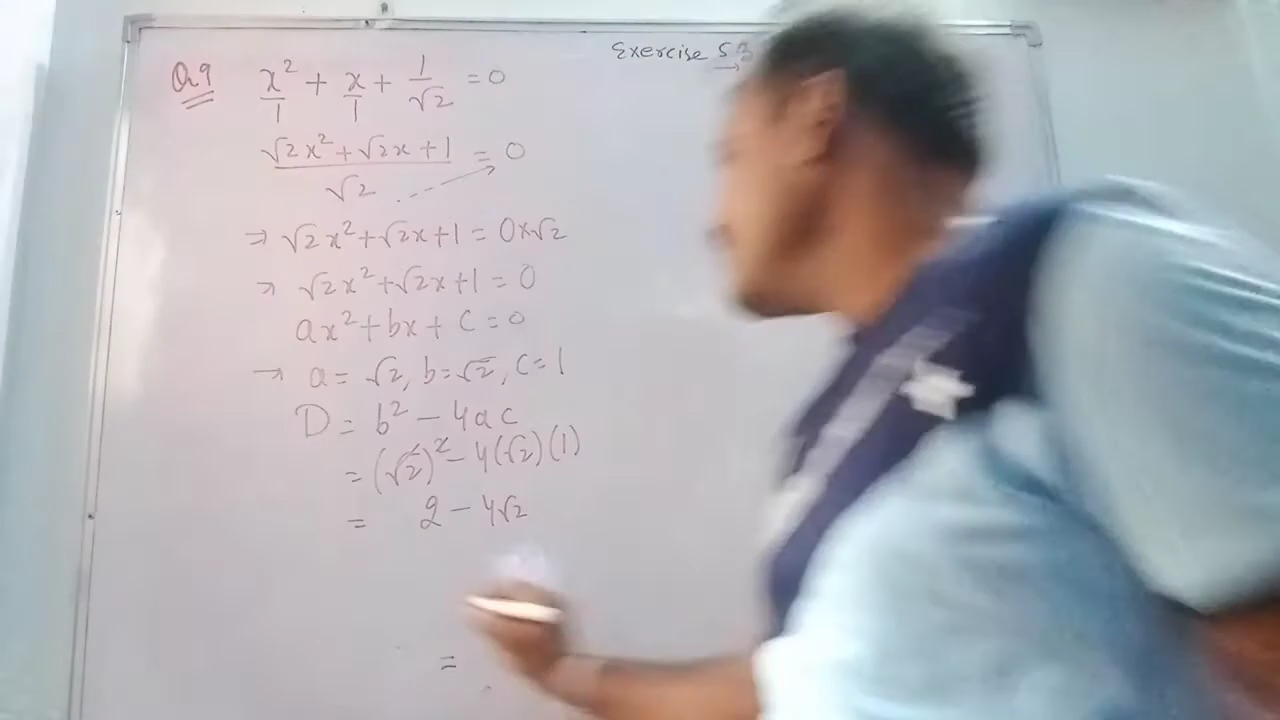 Exercise 5.3
Q9 x²/1 + x/1 + 1/√2 = 0
√2x²+√2x+1/√2 = 0
⇒ √2x²+√2x+1 = 0×√2
⇒ √2x²+√2x+1 = 0
ax²+bx+c=0
→ a = √2, b=√2, c=1
D = b² - 4ac
= (√2)² - 4(√2)(1)
= 2 - 4√2
=